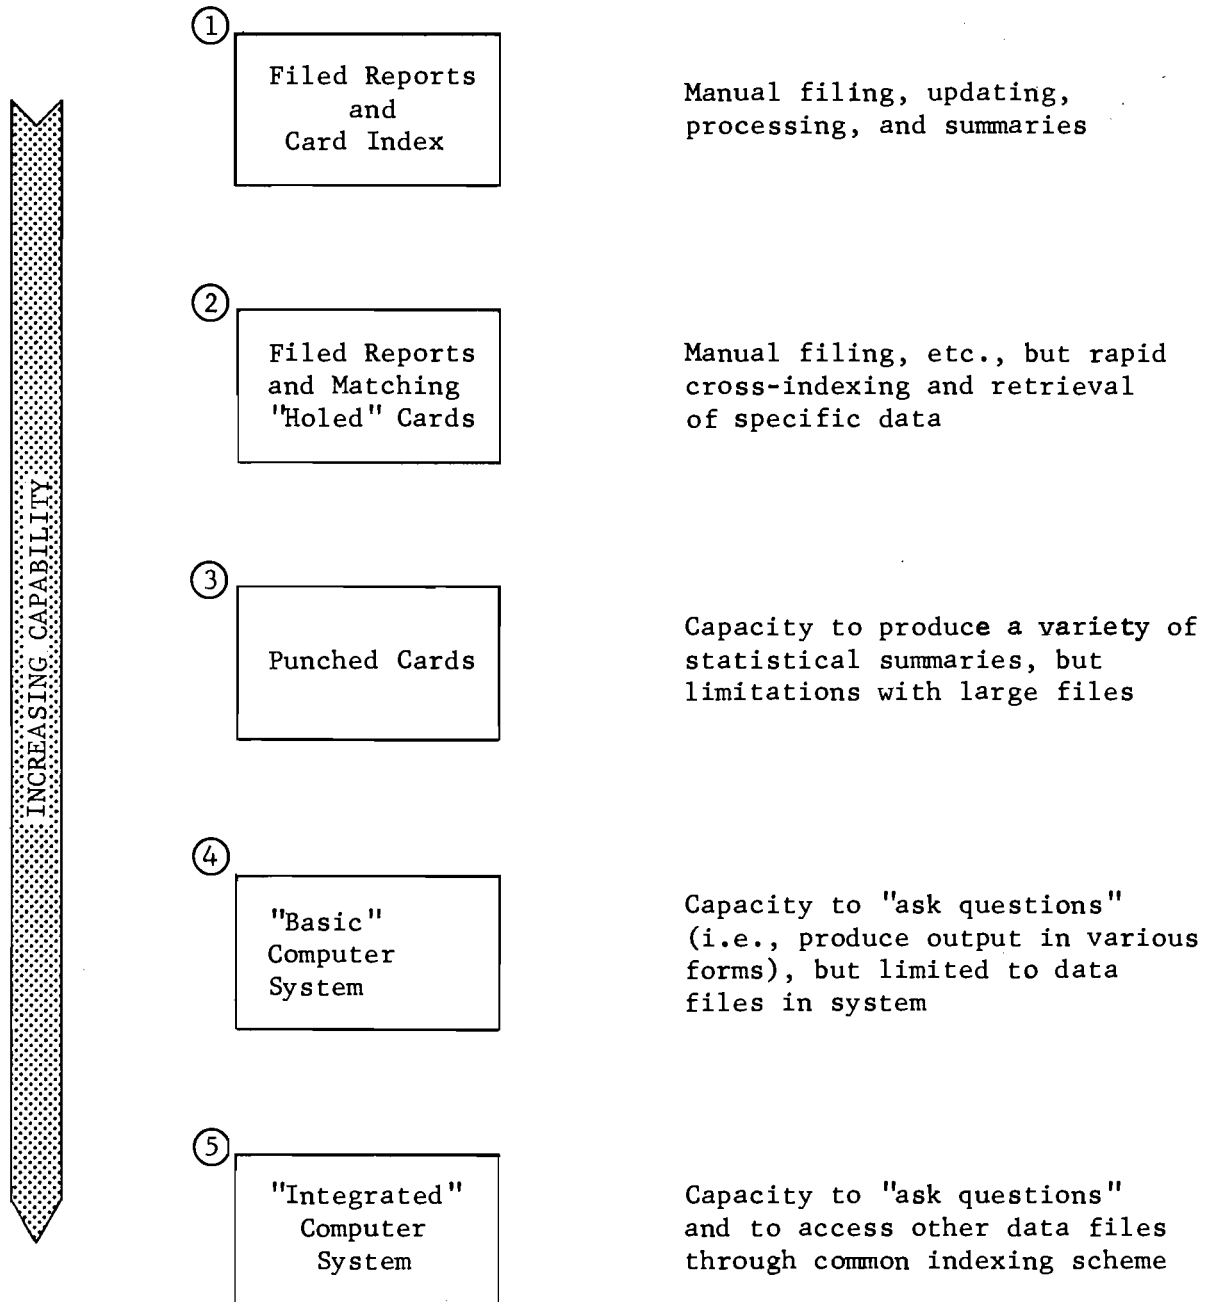 INCREASING CAPABILITY
1
Filed Reports
and
Card Index
Manual filing, updating,
processing, and summaries
2
Filed Reports
and Matching
"Holed" Cards
Manual filing, etc., but rapid
cross-indexing and retrieval
of specific data
3
Punched Cards
Capacity to produce a variety of
statistical summaries, but
limitations with large files
4
"Basic"
Computer
System
Capacity to "ask questions"
(i.e., produce output in various
forms), but limited to data
files in system
5
"Integrated"
Computer
System
Capacity to "ask questions"
and to access other data files
through common indexing scheme